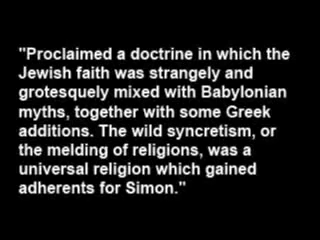 "Proclaimed a doctrine in which the
Jewish faith was strangely and
grotesquely mixed with Babylonian
myths, together with some Greek
additions. The wild syncretism, or
the melding of religions, was a
universal religion which gained
adherents for Simon."